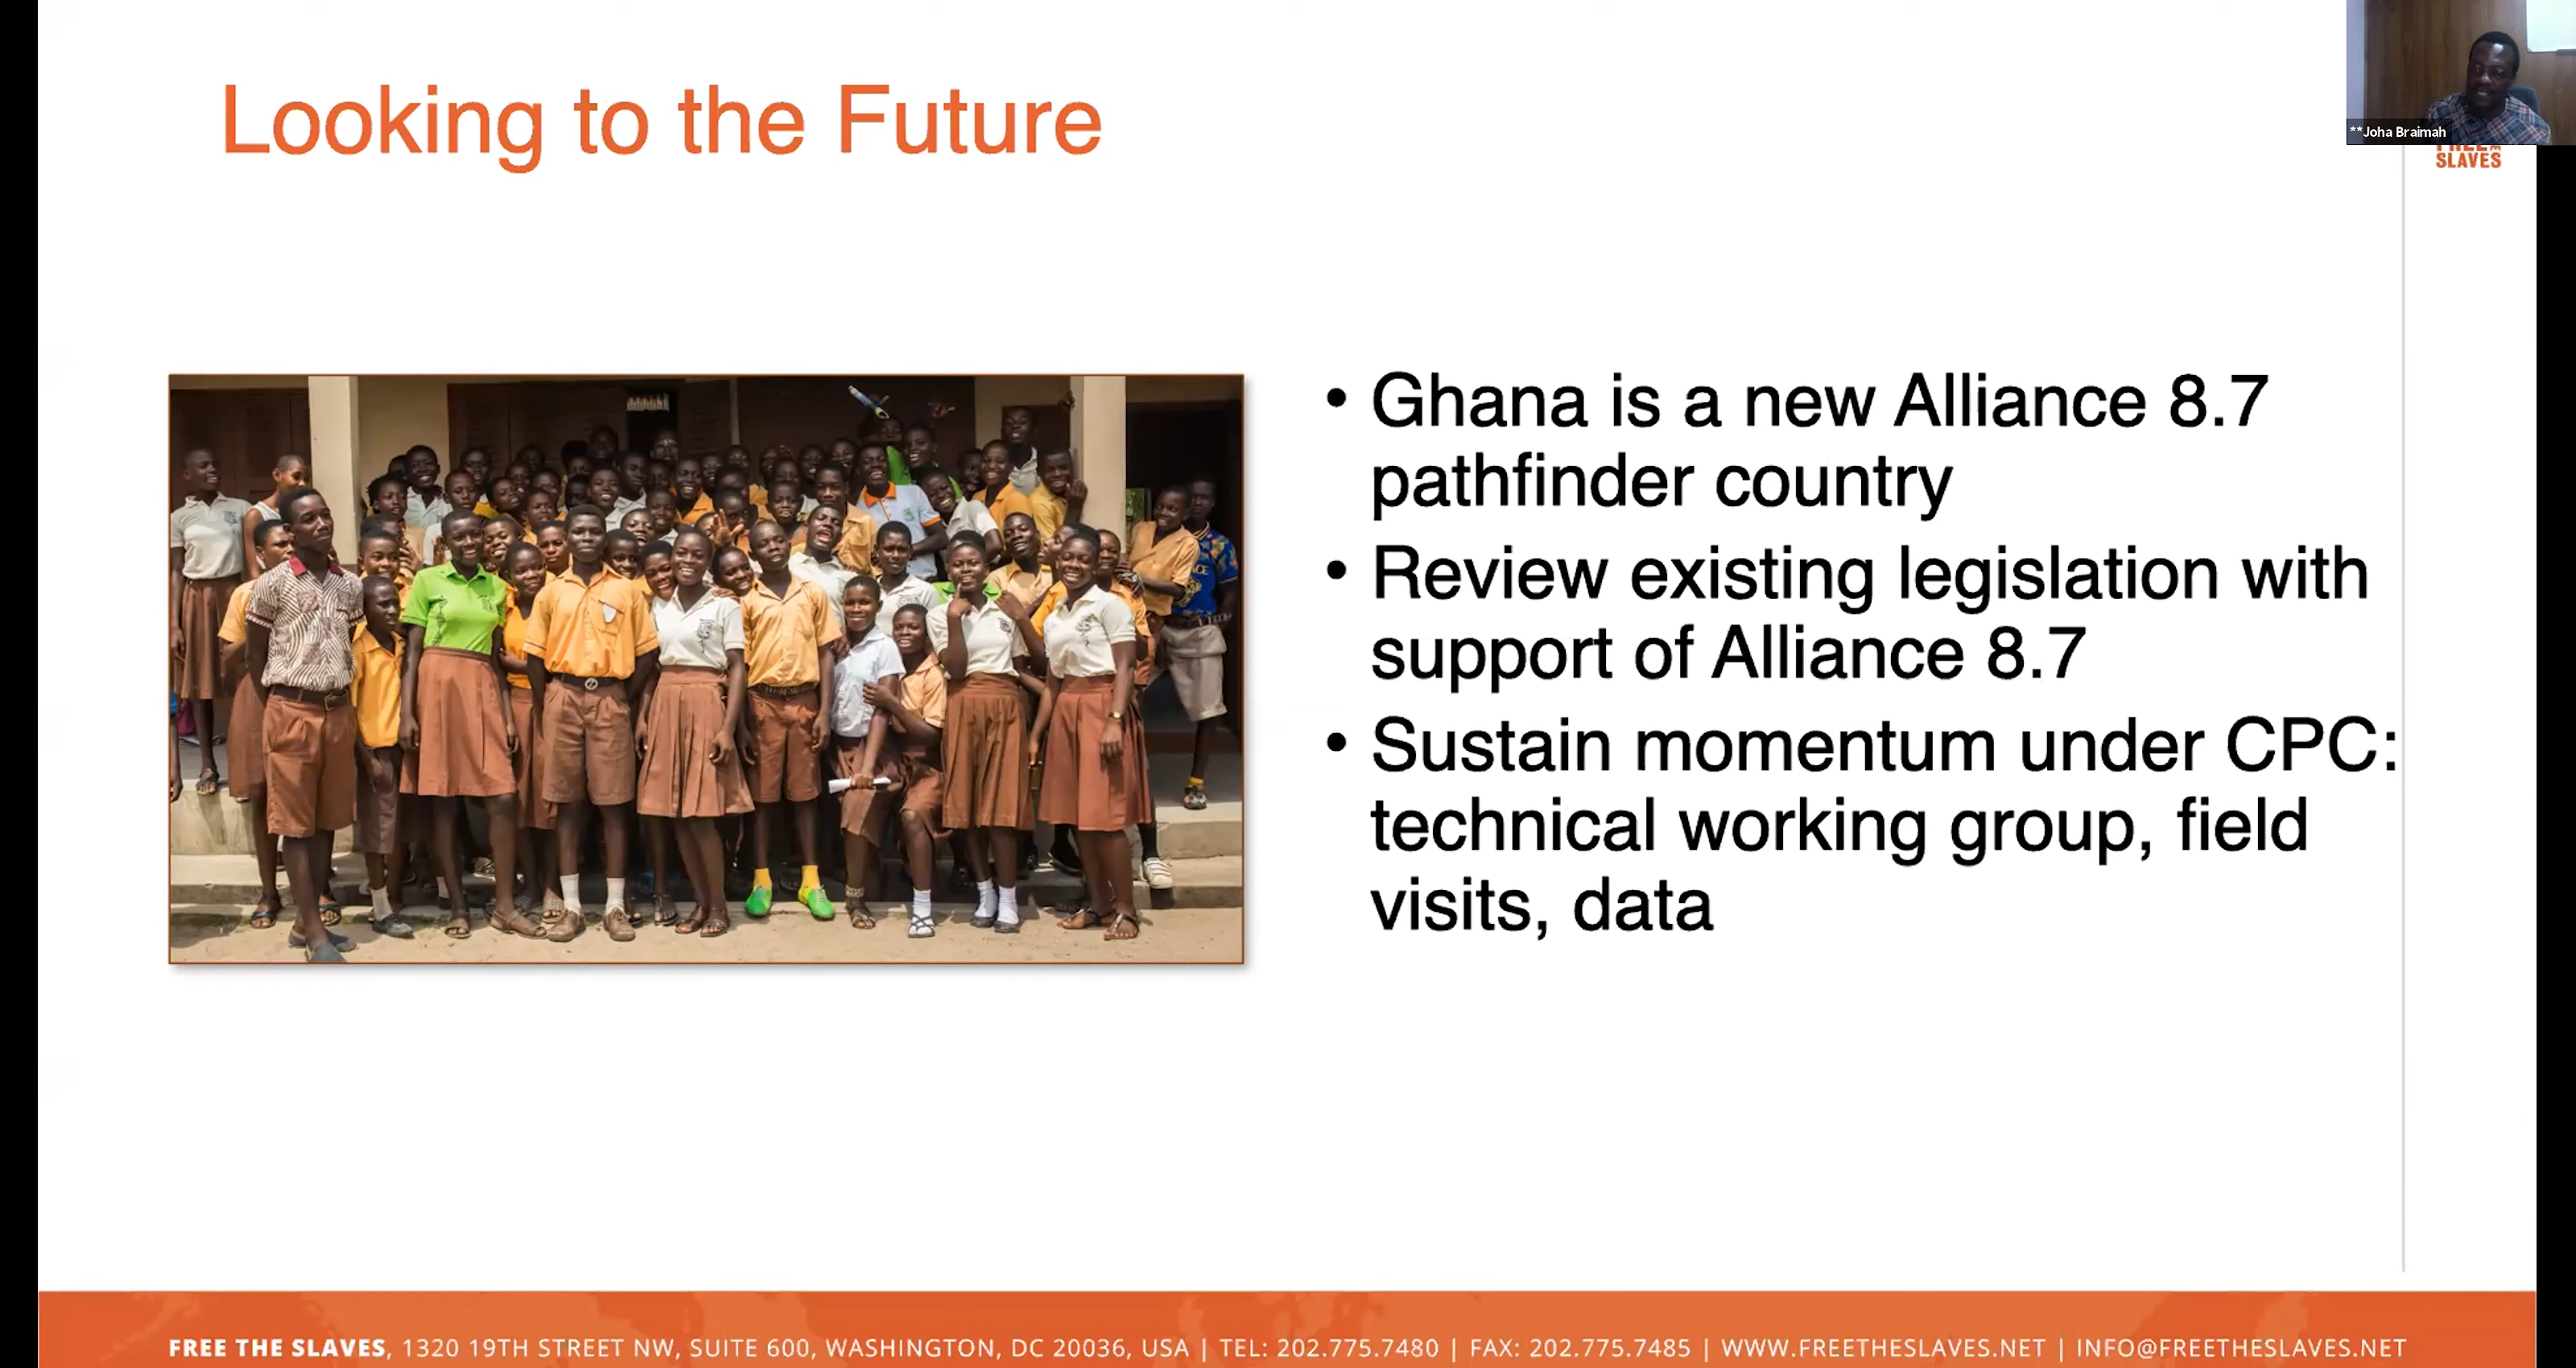 Looking to the Future
**Joha Braimah
SLAVES
• Ghana is a new Alliance 8.7
pathfinder country
• Review existing legislation with
support of Alliance 8.7
• Sustain momentum under CPC:
technical working group, field
visits, data
FREE THE SLAVES, 1320 19TH STREET NW, SUITE 600, WASHINGTON, DC 20036, USA | TEL: 202.775.7480 | FAX: 202.775.7485 | WWW.FREETHESLAVES.NET | INFO@FREETHESLAVES.NET